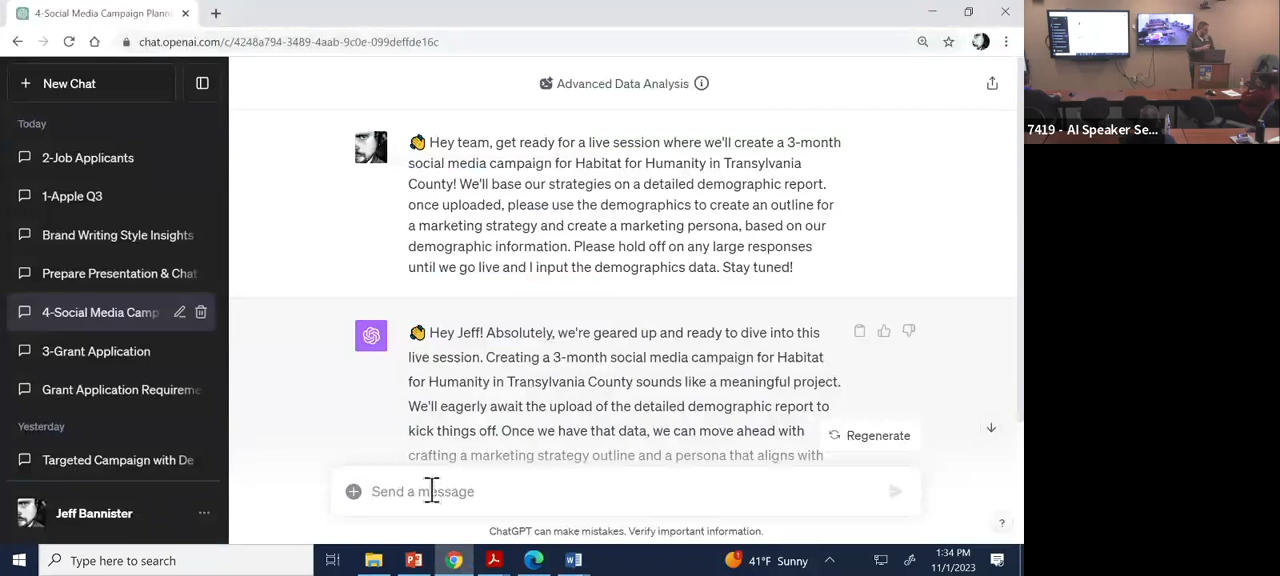 4-Social Media Campaign Planni
chat.openai.com/c/4248a794-3489-4aab-9c0e-099deffde16c
New Chat
Today
2-Job Applicants
1-Apple Q3
Brand Writing Style Insights
Prepare Presentation & Chat
4-Social Media Camp
3-Grant Application
Grant Application Requireme
Yesterday
Targeted Campaign with De
Jeff Bannister
Advanced Data Analysis
👏 Hey team, get ready for a live session where we'll create a 3-month
social media campaign for Habitat for Humanity in Transylvania
County! We'll base our strategies on a detailed demographic report.
once uploaded, please use the demographics to create an outline for
a marketing strategy and create a marketing persona, based on our
demographic information. Please hold off on any large responses
until we go live and I input the demographics data. Stay tuned!
👏 Hey Jeff! Absolutely, we're geared up and ready to dive into this
live session. Creating a 3-month social media campaign for Habitat
for Humanity in Transylvania County sounds like a meaningful project.
We'll eagerly await the upload of the detailed demographic report to
kick things off. Once we have that data, we can move ahead with
crafting a marketing strategy outline and a persona that aligns with
Regenerate
Send a message
ChatGPT can make mistakes. Verify important information.
?
Type here to search
41°F Sunny
1:34 PM
11/1/2023
7419 - AI Speaker Se...